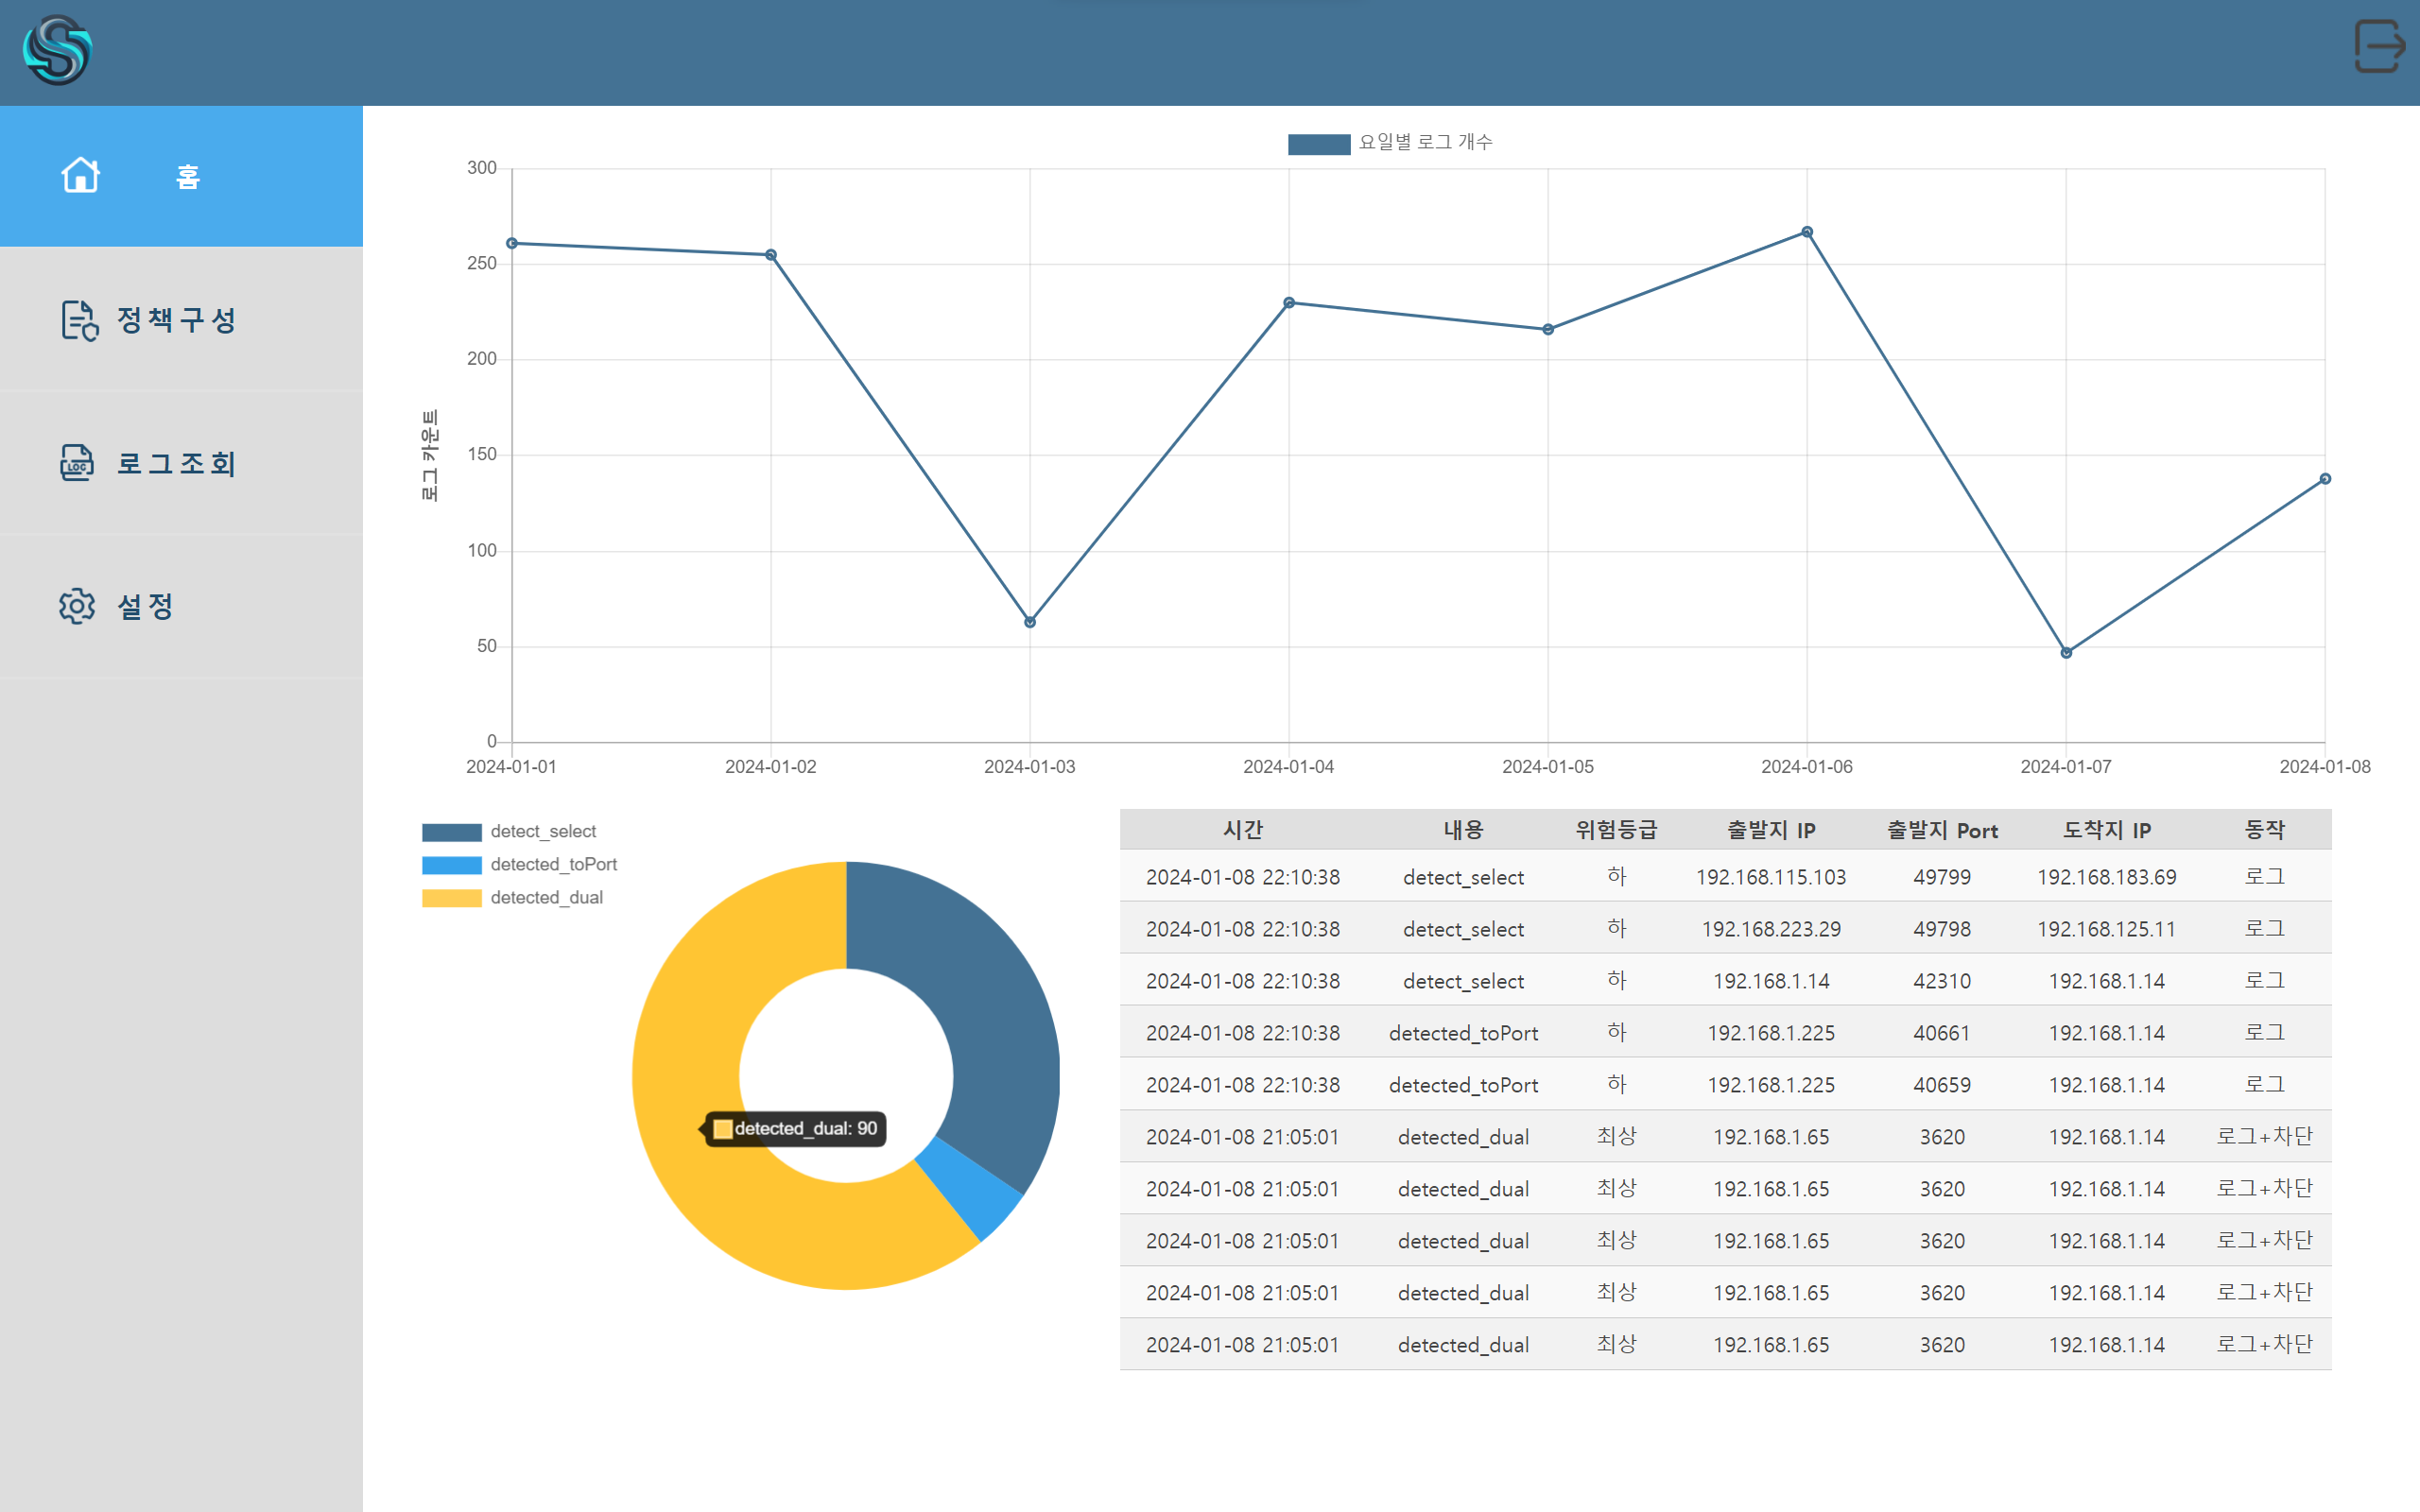 홈
정책구성
로그조회
LOG
설정
요일별 로그 개수
300
250
200
150
100
50
0
로그 카운트
2024-01-01 2024-01-02 2024-01-03 2024-01-04 2024-01-05 2024-01-06 2024-01-07 2024-01-08
detect_select
detected_toPort
detected_dual
detected_dual: 90
시간 내용 위험등급 출발지 IP 출발지 Port 도착지 IP 동작
2024-01-08 22:10:38 detect_select 하 192.168.115.103 49799 192.168.183.69 로그
2024-01-08 22:10:38 detect_select 하 192.168.223.29 49798 192.168.125.11 로그
2024-01-08 22:10:38 detect_select 하 192.168.1.14 42310 192.168.1.14 로그
2024-01-08 22:10:38 detected_toPort 하 192.168.1.225 40661 192.168.1.14 로그
2024-01-08 22:10:38 detected_toPort 하 192.168.1.225 40659 192.168.1.14 로그
2024-01-08 21:05:01 detected_dual 최상 192.168.1.65 3620 192.168.1.14 로그+차단
2024-01-08 21:05:01 detected_dual 최상 192.168.1.65 3620 192.168.1.14 로그+차단
2024-01-08 21:05:01 detected_dual 최상 192.168.1.65 3620 192.168.1.14 로그+차단
2024-01-08 21:05:01 detected_dual 최상 192.168.1.65 3620 192.168.1.14 로그+차단
2024-01-08 21:05:01 detected_dual 최상 192.168.1.65 3620 192.168.1.14 로그+차단